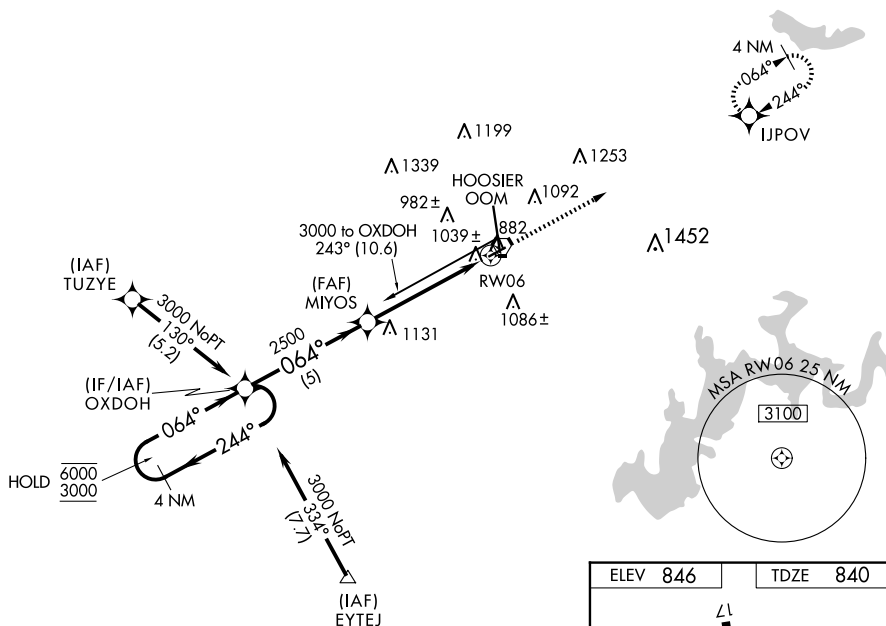 4 NM
064°
244°
IJPOV
1199
1339
1253
HOOSIER
OOM
1092
982±
1039±
882
1452
3000 to OXDOH
243° (10.6)
(IAF)
TUZYE
3000 NoPT
130°
(5.2)
(FAF)
MIYOS
RW06
1086±
1131
2500
064°
(5)
(IF/IAF)
OXDOH
064°
244°
HOLD
6000
3000
4 NM
3000 NoPT
334°
(7.7)
(IAF)
EYTEJ
MSA RW06 25 NM
3100
ELEV 846
TDZE 840
17